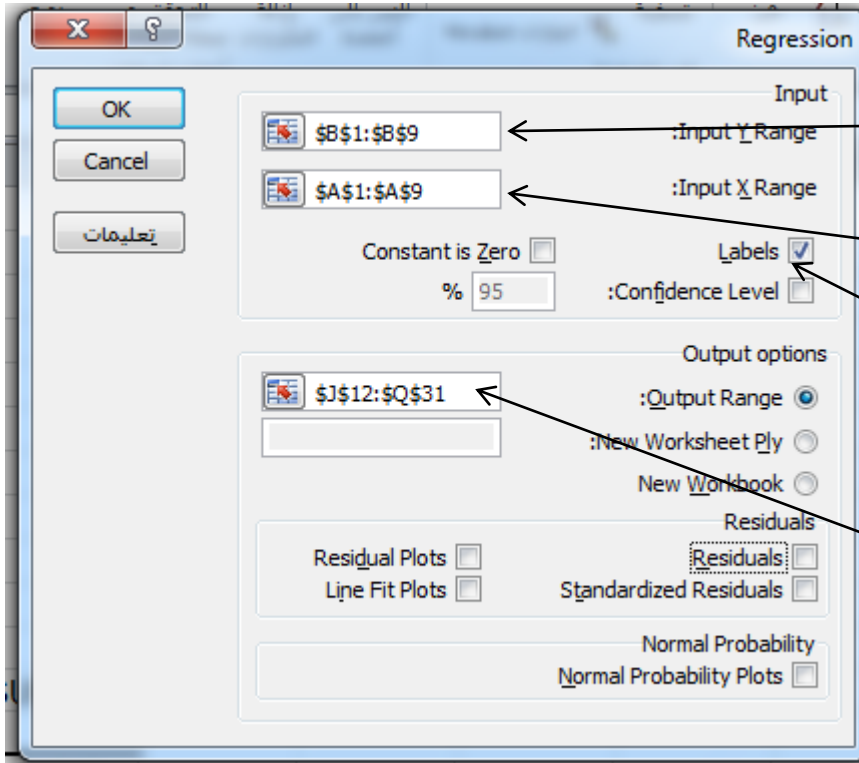 Regression
Input
:Input Y Range
$B$1:$B$9
OK
:Input X Range
$A$1:$A$9
Cancel
Labels
Constant is Zero
تعليمات
:Confidence Level
95
%
Output options
:Output Range
$J$12:$Q$31
:New Worksheet Ply
New Workbook
Residuals
Residuals
Residual Plots
Standardized Residuals
Line Fit Plots
Normal Probability
Normal Probability Plots